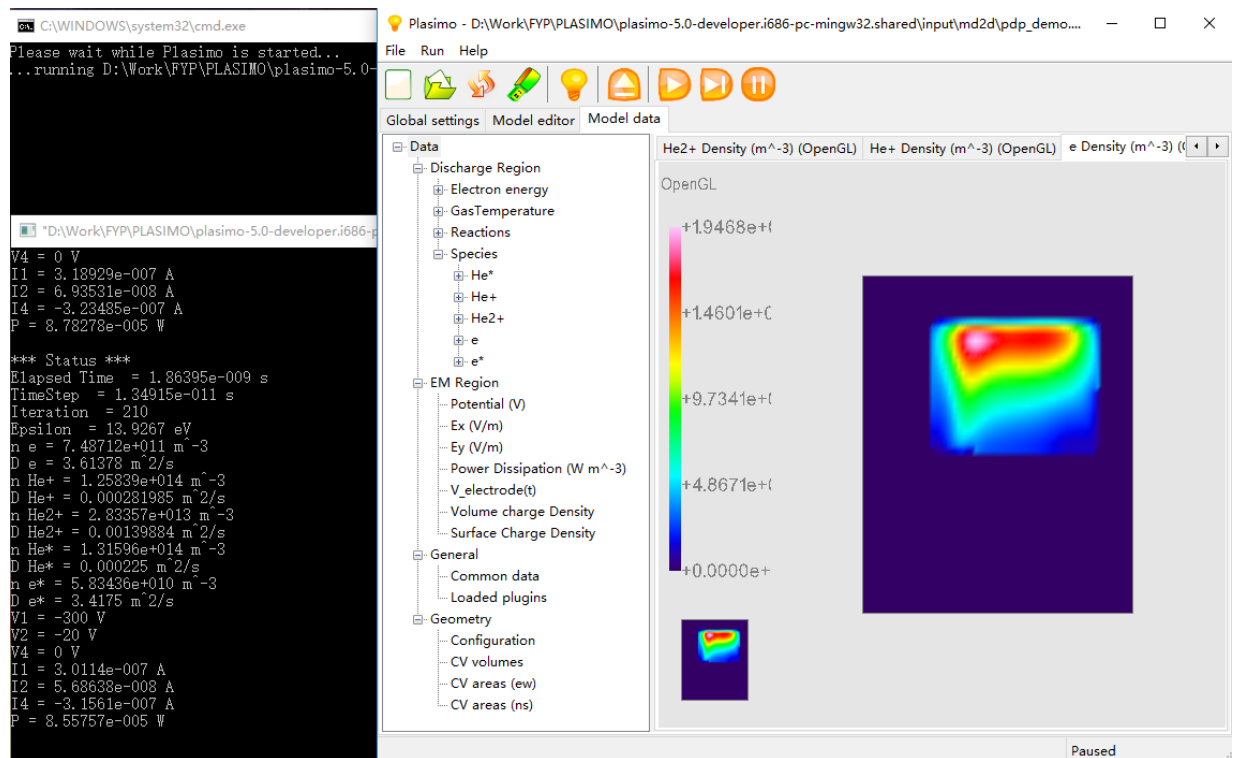 C:\WINDOWS\system32\cmd.exe
Please wait while Plasimo is started...
...running D:\Work\FYP\PLASIMO\plasimo-5.0-
"D:\Work\FYP\PLASIMO\plasimo-5.0-developer.i686-p
V4 = 0 V
I1 = 3.18929e-007 A
I2 = 6.93531e-008 A
I4 = -3.23485e-007 A
P = 8.78278e-005 W
*** Status ***
Elapsed Time = 1.86395e-009 s
TimeStep = 1.34915e-011 s
Iteration = 210
Epsilon = 13.9267 eV
n e = 7.48712e+011 m^-3
D e = 3.61378 m^2/s
n He+ = 1.25839e+014 m^-3
D He+ = 0.000281985 m^2/s
n He2+ = 2.83357e+013 m^-3
D He2+ = 0.00139884 m^2/s
n He* = 1.31596e+014 m^-3
D He* = 0.000225 m^2/s
n e* = 5.83436e+010 m^-3
D e* = 3.4175 m^2/s
V1 = -300 V
V2 = -20 V
V4 = 0 V
I1 = 3.0114e-007 A
I2 = 5.68638e-008 A
I4 = -3.1561e-007 A
P = 8.55757e-005 W
Plasimo - D:\Work\FYP\PLASIMO\plasimo-5.0-developer.i686-pc-mingw32.shared\input\md2d\pdp_demo....
File Run Help
Global settings Model editor Model data
Data
Discharge Region
Electron energy
GasTemperature
Reactions
Species
He*
He+
He2+
e
e*
EM Region
Potential (V)
Ex (V/m)
Ey (V/m)
Power Dissipation (W m^-3)
V_electrode(t)
Volume charge Density
Surface Charge Density
General
Common data
Loaded plugins
Geometry
Configuration
CV volumes
CV areas (ew)
CV areas (ns)
He2+ Density (m^-3) (OpenGL) He+ Density (m^-3) (OpenGL) e Density (m^-3) (
OpenGL
+1.9468e+
+1.4601e+
+9.7341e+
+4.8671e+
+0.0000e+
Paused